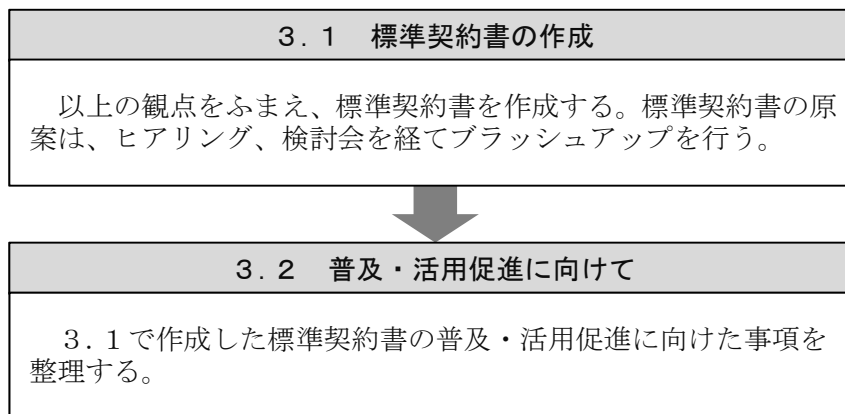 ３．１　標準契約書の作成
以上の観点をふまえ、標準契約書を作成する。標準契約書の原
案は、ヒアリング、検討会を経てブラッシュアップを行う。
３．２　普及・活用促進に向けて
３．１で作成した標準契約書の普及・活用促進に向けた事項を
整理する。